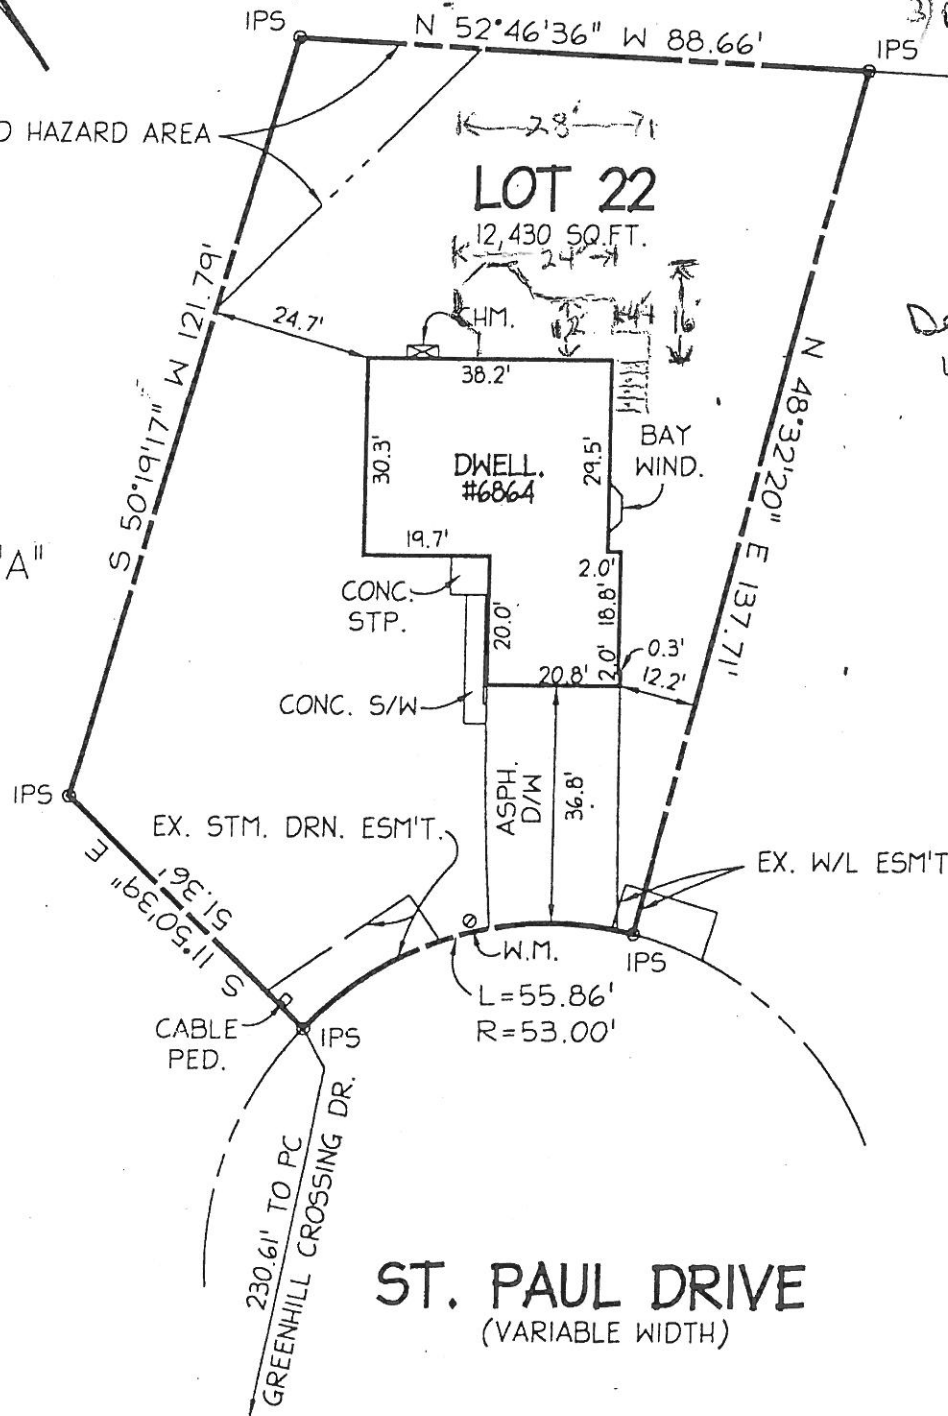 IPS
N 52°46'36" W 88.66'
IPS
HAZARD AREA
28'
LOT 22
12,430 SQ.FT.
24'
S 50°19'17" W 121.79'
24.7'
CHM.
12'
4'
16'
38.2'
N 48°32'20" E 137.71'
30.3'
DWELL.
#6864
29.5'
BAY
WIND.
"A"
19.7'
2.0'
CONC.
STP.
20.0'
18.8'
2.0'
0.3'
20.8'
12.2'
CONC. S/W
IPS
ASPH.
D/W
36.8'
EX. STM. DRN. ESM'T.
EX. W/L ESM'T
S 11°50'39" E
51.36'
W.M.
IPS
L=55.86'
R=53.00'
CABLE
PED.
IPS
230.61' TO PC
GREENHILL CROSSING DR.
ST. PAUL DRIVE
(VARIABLE WIDTH)